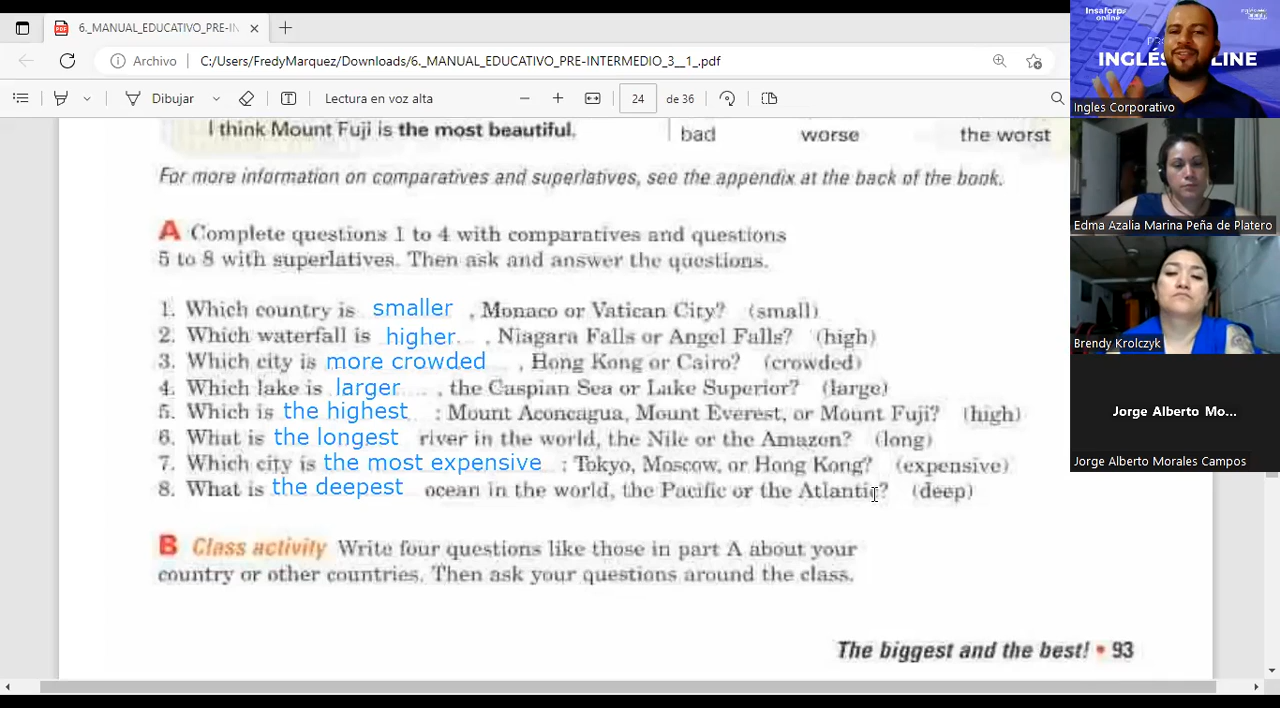 6._MANUAL_EDUCATIVO_PRE-IN
Archivo
C:/Users/FredyMarquez/Downloads/6._MANUAL_EDUCATIVO_PRE-INTERMEDIO_3__1_.pdf
Dibujar
Lectura en voz alta
24 de 36
I think Mount Fuji is the most beautiful.
bad worse the worst
For more information on comparatives and superlatives, see the appendix at the back of the book.
A Complete questions 1 to 4 with comparatives and questions
5 to 8 with superlatives. Then ask and answer the questions.
1. Which country is smaller , Monaco or Vatican City? (small)
2. Which waterfall is higher , Niagara Falls or Angel Falls? (high)
3. Which city is more crowded , Hong Kong or Cairo? (crowded)
4. Which lake is larger , the Caspian Sea or Lake Superior? (large)
5. Which is the highest : Mount Aconcagua, Mount Everest, or Mount Fuji? (high)
6. What is the longest river in the world, the Nile or the Amazon? (long)
7. Which city is the most expensive : Tokyo, Moscow, or Hong Kong? (expensive)
8. What is the deepest ocean in the world, the Pacific or the Atlantic? (deep)
B Class activity Write four questions like those in part A about your
country or other countries. Then ask your questions around the class.
The biggest and the best! • 93
Insaforp
online
INGLÉS LINE
Ingles Corporativo
Edma Azalia Marina Peña de Platero
Brendy Krolczyk
Jorge Alberto Mo...
Jorge Alberto Morales Campos